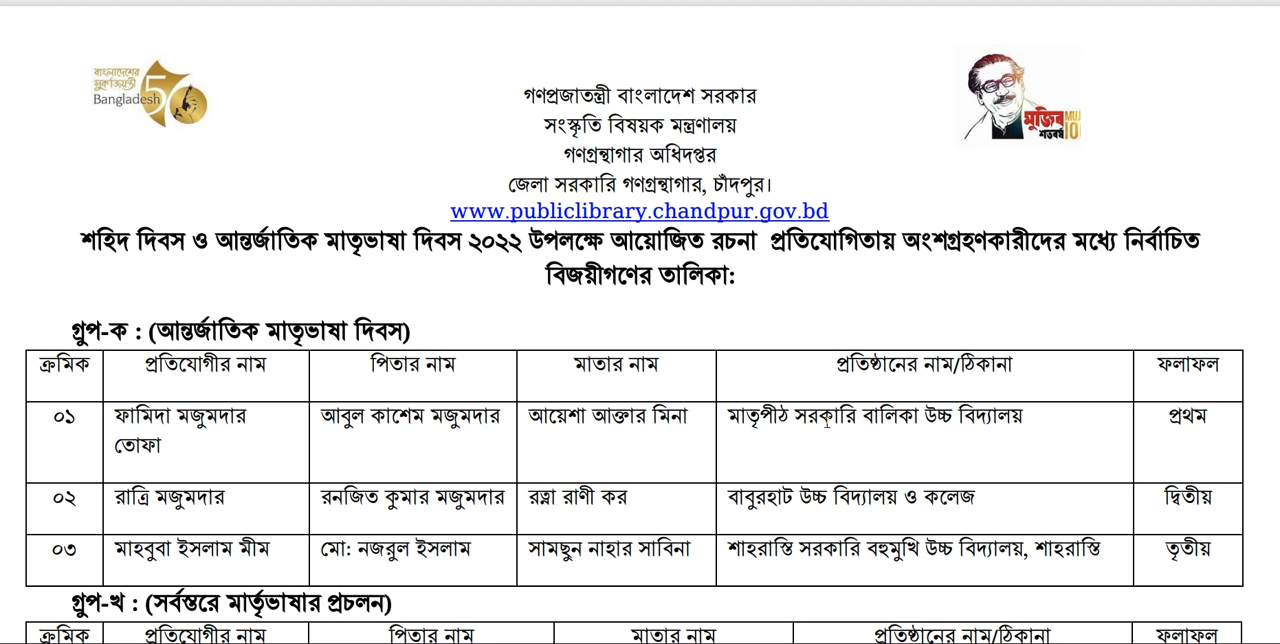 বাংলাদেশের
সুবর্ণজয়ন্তী
50
Bangladesh
মুজিব
শতবর্ষ
গণপ্রজাতন্ত্রী বাংলাদেশ সরকার
সংস্কৃতি বিষয়ক মন্ত্রণালয়
গণগ্রন্থাগার অধিদপ্তর
জেলা সরকারি গণগ্রন্থাগার, চাঁদপুর।
www.publiclibrary.chandpur.gov.bd
শহিদ দিবস ও আন্তর্জাতিক মাতৃভাষা দিবস ২০২২ উপলক্ষে আয়োজিত রচনা প্রতিযোগিতায় অংশগ্রহণকারীদের মধ্যে নির্বাচিত
বিজয়ীগণের তালিকা:
গ্রুপ-ক : (আন্তর্জাতিক মাতৃভাষা দিবস)
ক্রমিক প্রতিযোগীর নাম পিতার নাম মাতার নাম প্রতিষ্ঠানের নাম/ঠিকানা ফলাফল
০১ ফামিদা মজুমদার আবুল কাশেম মজুমদার আয়েশা আক্তার মিনা মাতৃপীঠ সরকারি বালিকা উচ্চ বিদ্যালয় প্রথম
তোফা
০২ রাত্রি মজুমদার রনজিত কুমার মজুমদার রত্না রাণী কর বাবুরহাট উচ্চ বিদ্যালয় ও কলেজ দ্বিতীয়
০৩ মাহবুবা ইসলাম মীম মো: নজরুল ইসলাম সামছুন নাহার সাবিনা শাহরাস্তি সরকারি বহুমুখি উচ্চ বিদ্যালয়, শাহরাস্তি তৃতীয়
গ্রুপ-খ : (সর্বস্তরে মার্তৃভাষার প্রচলন)
ক্রমিক প্রতিযোগীর নাম পিতার নাম মাতার নাম প্রতিষ্ঠানের নাম/ঠিকানা ফলাফল